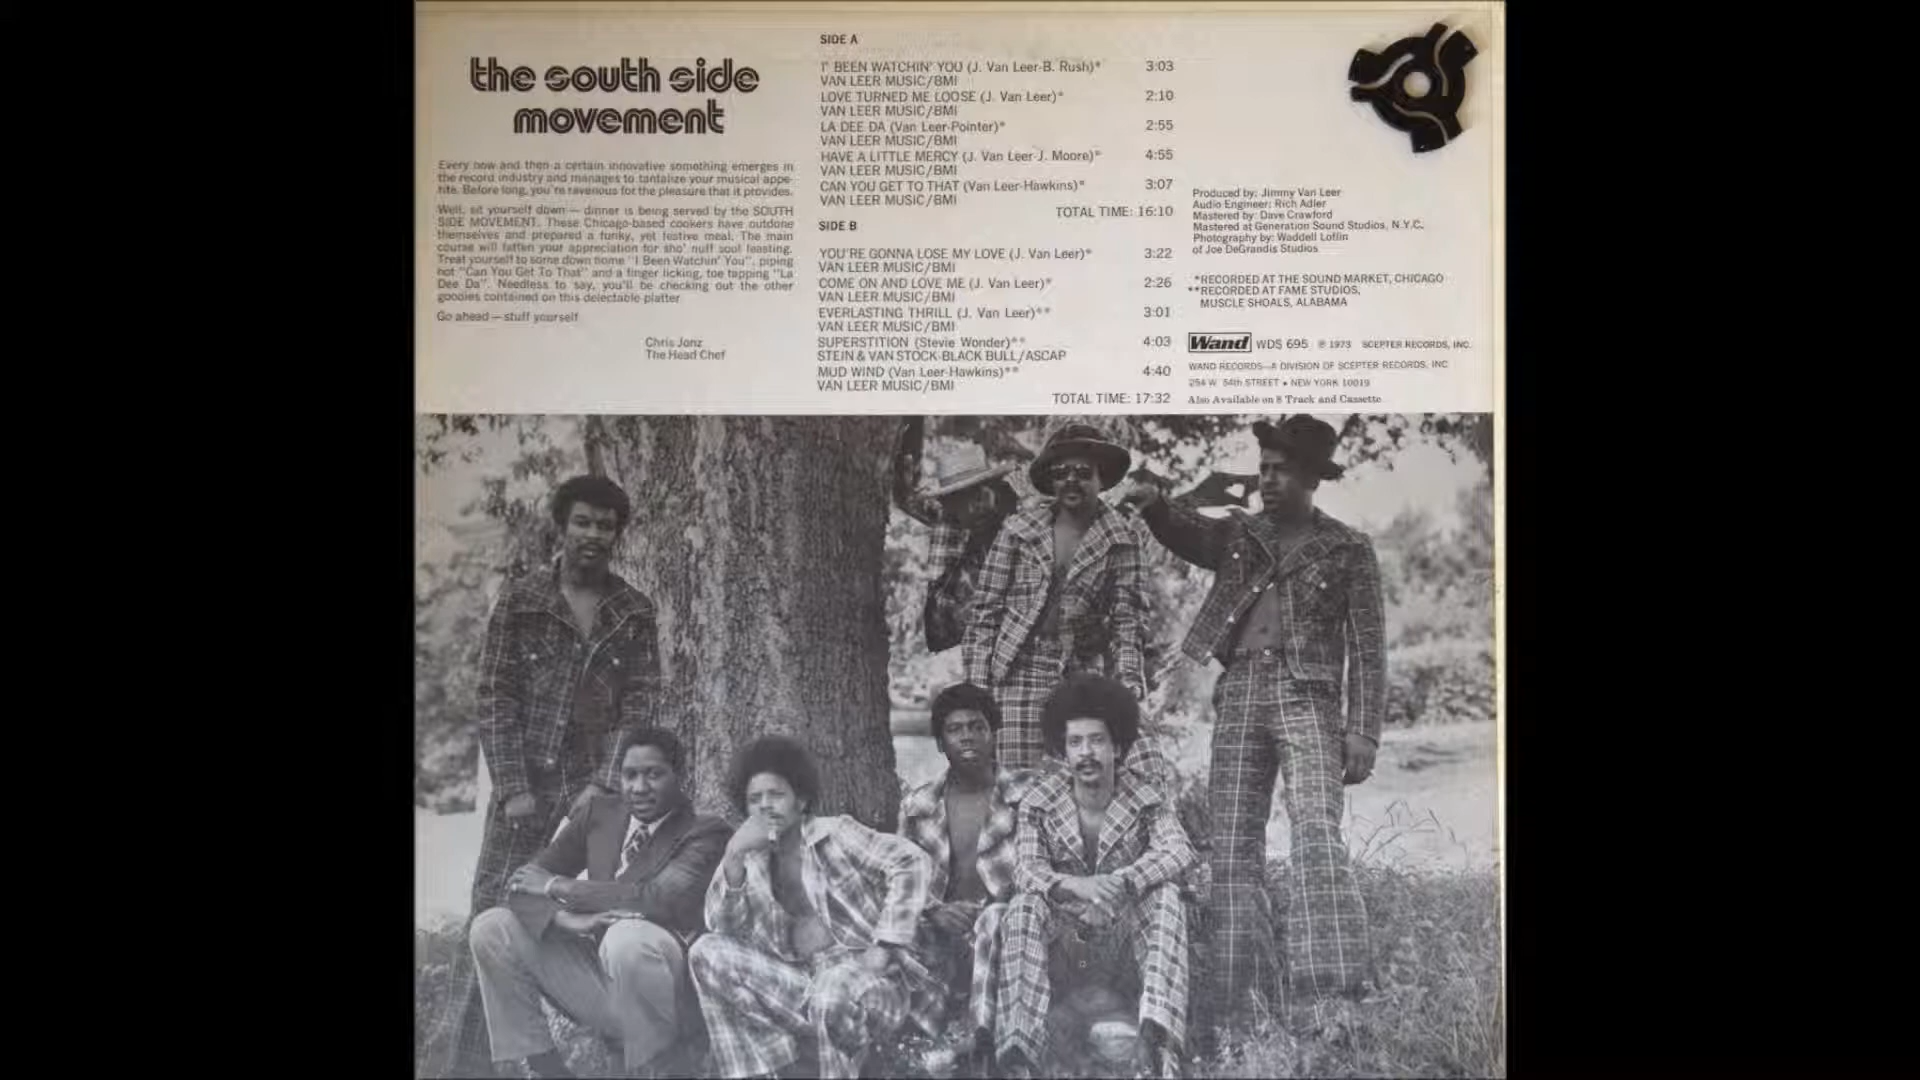 the south side
movement
Every now and then a certain innovative something emerges in
the record industry and manages to tantalize your musical appe-
tite. Before long, you're ravenous for the pleasure that it provides.
Well, sit yourself down — dinner is being served by the SOUTH
SIDE MOVEMENT. These Chicago-based cookers have outdone
themselves and prepared a funky, yet festive meal. The main
course will fatten your appreciation for sho' nuff soul feasting.
Treat yourself to some down home "I Been Watchin' You", piping
hot "Can You Get To That" and a finger licking, toe tapping "La
Dee Da". Needless to say, you'll be checking out the other
goodies contained on this delectable platter
Go ahead — stuff yourself
Chris Jonz
The Head Chef
SIDE A
I' BEEN WATCHIN' YOU (J. Van Leer-B. Rush)* 3:03
VAN LEER MUSIC/BMI
LOVE TURNED ME LOOSE (J. Van Leer)* 2:10
VAN LEER MUSIC/BMI
LA DEE DA (Van Leer-Pointer)* 2:55
VAN LEER MUSIC/BMI
HAVE A LITTLE MERCY (J. Van Leer-J. Moore)* 4:55
VAN LEER MUSIC/BMI
CAN YOU GET TO THAT (Van Leer-Hawkins)* 3:07
VAN LEER MUSIC/BMI
TOTAL TIME: 16:10
SIDE B
YOU'RE GONNA LOSE MY LOVE (J. Van Leer)* 3:22
VAN LEER MUSIC/BMI
COME ON AND LOVE ME (J. Van Leer)* 2:26
VAN LEER MUSIC/BMI
EVERLASTING THRILL (J. Van Leer)** 3:01
VAN LEER MUSIC/BMI
SUPERSTITION (Stevie Wonder)** 4:03
STEIN & VAN STOCK-BLACK BULL/ASCAP
MUD WIND (Van Leer-Hawkins)** 4:40
VAN LEER MUSIC/BMI
TOTAL TIME: 17:32
Produced by: Jimmy Van Leer
Audio Engineer: Rich Adler
Mastered by: Dave Crawford
Mastered at Generation Sound Studios, N.Y.C.
Photography by: Waddell Loflin
of Joe DeGrandis Studios
*RECORDED AT THE SOUND MARKET, CHICAGO
**RECORDED AT FAME STUDIOS,
MUSCLE SHOALS, ALABAMA
Wand WDS 695 ℗ 1973 SCEPTER RECORDS, INC.
WAND RECORDS—A DIVISION OF SCEPTER RECORDS, INC
254 W. 54th STREET • NEW YORK 10019
Also Available on 8 Track and Cassette